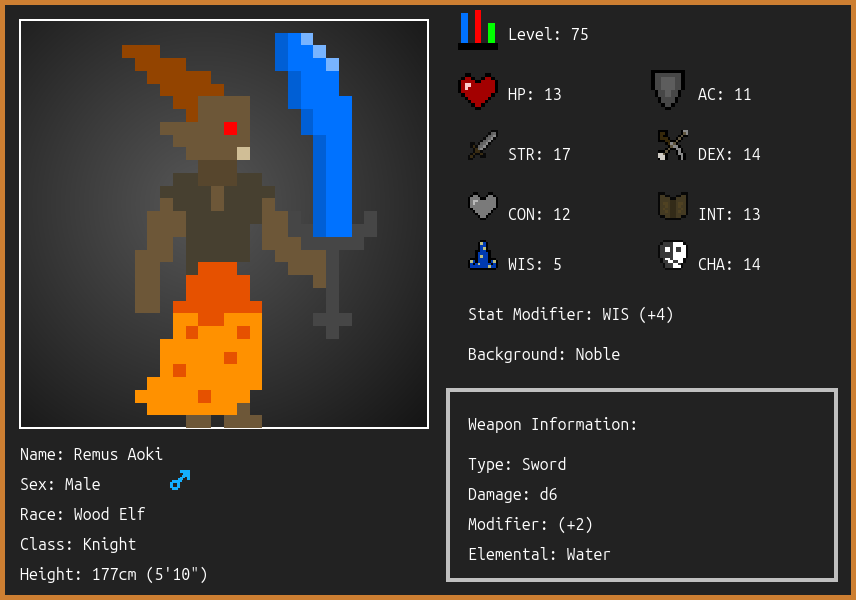 Level: 75
HP: 13
AC: 11
STR: 17
DEX: 14
CON: 12
INT: 13
WIS: 5
CHA: 14
Stat Modifier: WIS (+4)
Background: Noble
Weapon Information:
Type: Sword
Damage: d6
Modifier: (+2)
Elemental: Water
Name: Remus Aoki
Sex: Male
Race: Wood Elf
Class: Knight
Height: 177cm (5'10")